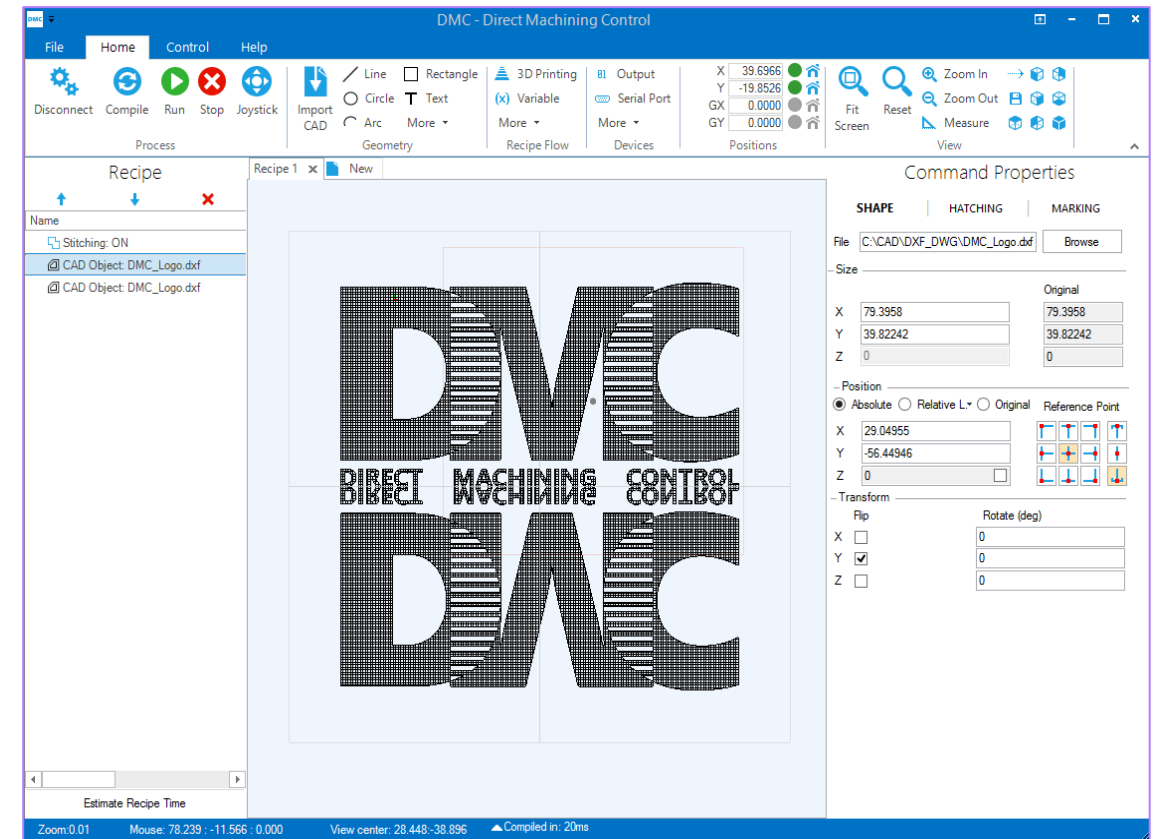 DMC
DMC - Direct Machining Control
File Home Control Help
Disconnect Compile Run Stop Joystick
Process
Import CAD
Line Rectangle
Circle Text
Arc More
Geometry
3D Printing
(x) Variable
More
Recipe Flow
01 Output
Serial Port
More
Devices
X 39.6966
Y -19.8526
GX 0.0000
GY 0.0000
Positions
Fit Screen
Reset
Zoom In
Zoom Out
Measure
View
Recipe
Name
Stitching: ON
CAD Object: DMC_Logo.dxf
CAD Object: DMC_Logo.dxf
Estimate Recipe Time
Recipe 1 x New
DMC
DIRECT MACHINING CONTROL
DIRECT MACHINING CONTROL
DMC
Command Properties
SHAPE HATCHING MARKING
File C:\CAD\DXF_DWG\DMC_Logo.dxf Browse
Size
Original
X 79.3958 79.3958
Y 39.82242 39.82242
Z 0 0
Position
Absolute Relative L. Original Reference Point
X 29.04955
Y -56.44946
Z 0
Transform
Flip Rotate (deg)
X 0
Y 0
Z 0
Zoom:0.01 Mouse: 78.239 : -11.566 : 0.000 View center: 28.448:-38.896 Compiled in: 20ms